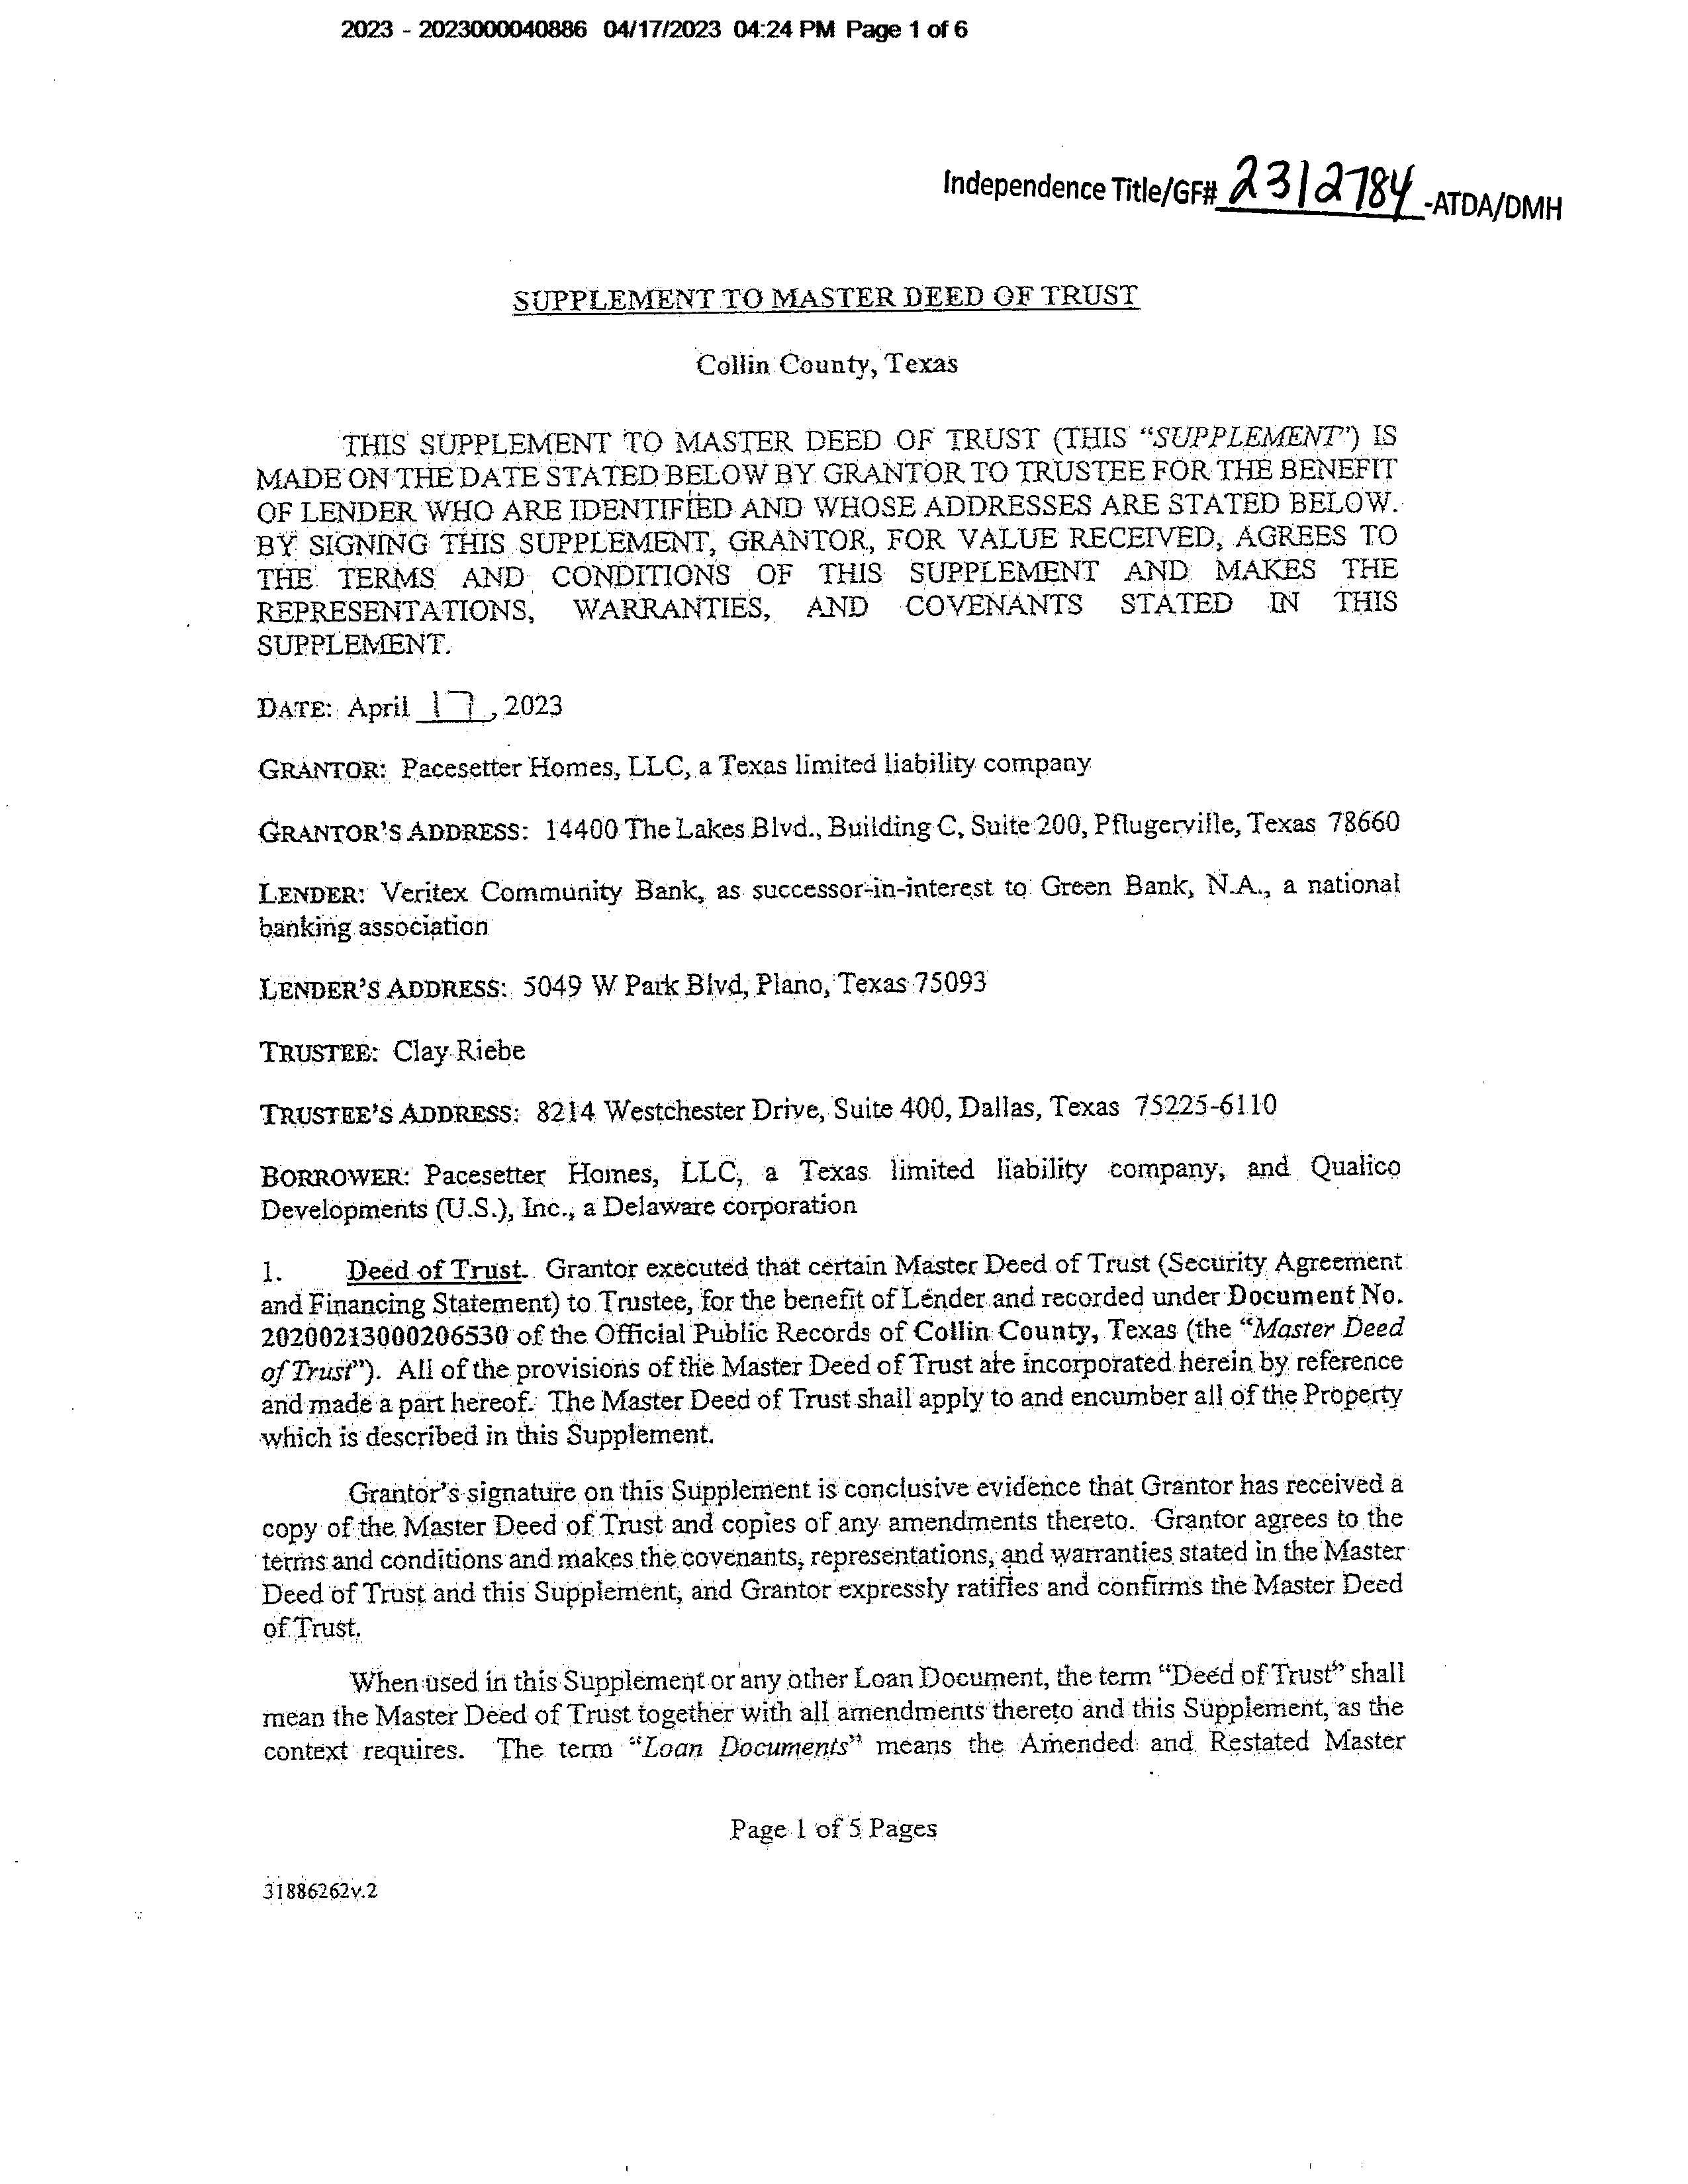 2023 - 2023000040886 04/17/2023 04:24 PM Page 1 of 6
Independence Title/GF# 2312784 -ATDA/DMH
SUPPLEMENT TO MASTER DEED OF TRUST
Collin County, Texas
THIS SUPPLEMENT TO MASTER DEED OF TRUST (THIS “SUPPLEMENT”) IS
MADE ON THE DATE STATED BELOW BY GRANTOR TO TRUSTEE FOR THE BENEFIT
OF LENDER WHO ARE IDENTIFIED AND WHOSE ADDRESSES ARE STATED BELOW.
BY SIGNING THIS SUPPLEMENT, GRANTOR, FOR VALUE RECEIVED, AGREES TO
THE TERMS AND CONDITIONS OF THIS SUPPLEMENT AND MAKES THE
REPRESENTATIONS, WARRANTIES, AND COVENANTS STATED IN THIS
SUPPLEMENT.
DATE: April 17, 2023
GRANTOR: Pacesetter Homes, LLC, a Texas limited liability company
GRANTOR’S ADDRESS: 14400 The Lakes Blvd., Building C, Suite 200, Pflugerville, Texas 78660
LENDER: Veritex Community Bank, as successor-in-interest to Green Bank, N.A., a national
banking association
LENDER’S ADDRESS: 5049 W Park Blvd, Plano, Texas 75093
TRUSTEE: Clay Riebe
TRUSTEE’S ADDRESS: 8214 Westchester Drive, Suite 400, Dallas, Texas 75225-6110
BORROWER: Pacesetter Homes, LLC, a Texas limited liability company, and Qualico
Developments (U.S.), Inc., a Delaware corporation
1. Deed of Trust. Grantor executed that certain Master Deed of Trust (Security Agreement
and Financing Statement) to Trustee, for the benefit of Lender and recorded under Document No.
20200213000206530 of the Official Public Records of Collin County, Texas (the “Master Deed
of Trust”). All of the provisions of the Master Deed of Trust are incorporated herein by reference
and made a part hereof. The Master Deed of Trust shall apply to and encumber all of the Property
which is described in this Supplement.
Grantor’s signature on this Supplement is conclusive evidence that Grantor has received a
copy of the Master Deed of Trust and copies of any amendments thereto. Grantor agrees to the
terms and conditions and makes the covenants, representations, and warranties stated in the Master
Deed of Trust and this Supplement, and Grantor expressly ratifies and confirms the Master Deed
of Trust.
When used in this Supplement or any other Loan Document, the term “Deed of Trust” shall
mean the Master Deed of Trust together with all amendments thereto and this Supplement, as the
context requires. The term “Loan Documents” means the Amended and Restated Master
Page 1 of 5 Pages
31886262v.2